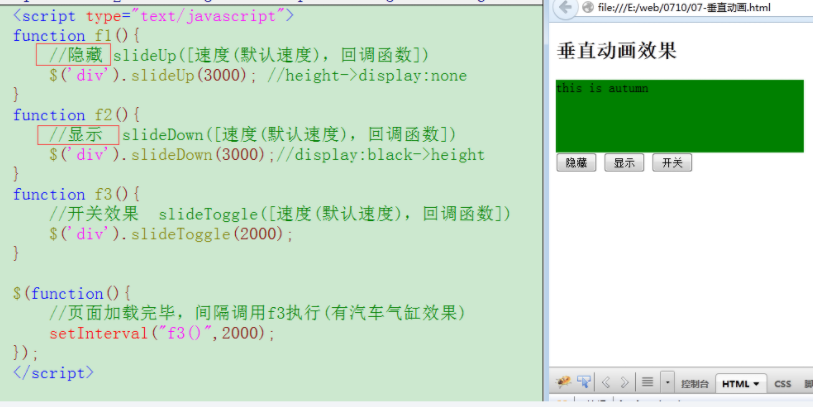 <script type="text/javascript">
function f1(){
//隐藏 slideUp([速度(默认速度), 回调函数])
$('div').slideUp(3000); //height->display:none
}
function f2(){
//显示 slideDown([速度(默认速度), 回调函数])
$('div').slideDown(3000);//display:black->height
}
function f3(){
//开关效果 slideToggle([速度(默认速度), 回调函数])
$('div').slideToggle(2000);
}
$(function(){
//页面加载完毕, 间隔调用f3执行(有汽车气缸效果)
setInterval("f3()",2000);
});
</script>
file:///E:/web/0710/07-垂直动画.html
垂直动画效果
this is autumn
隐藏 显示 开关
控制台 HTML CSS